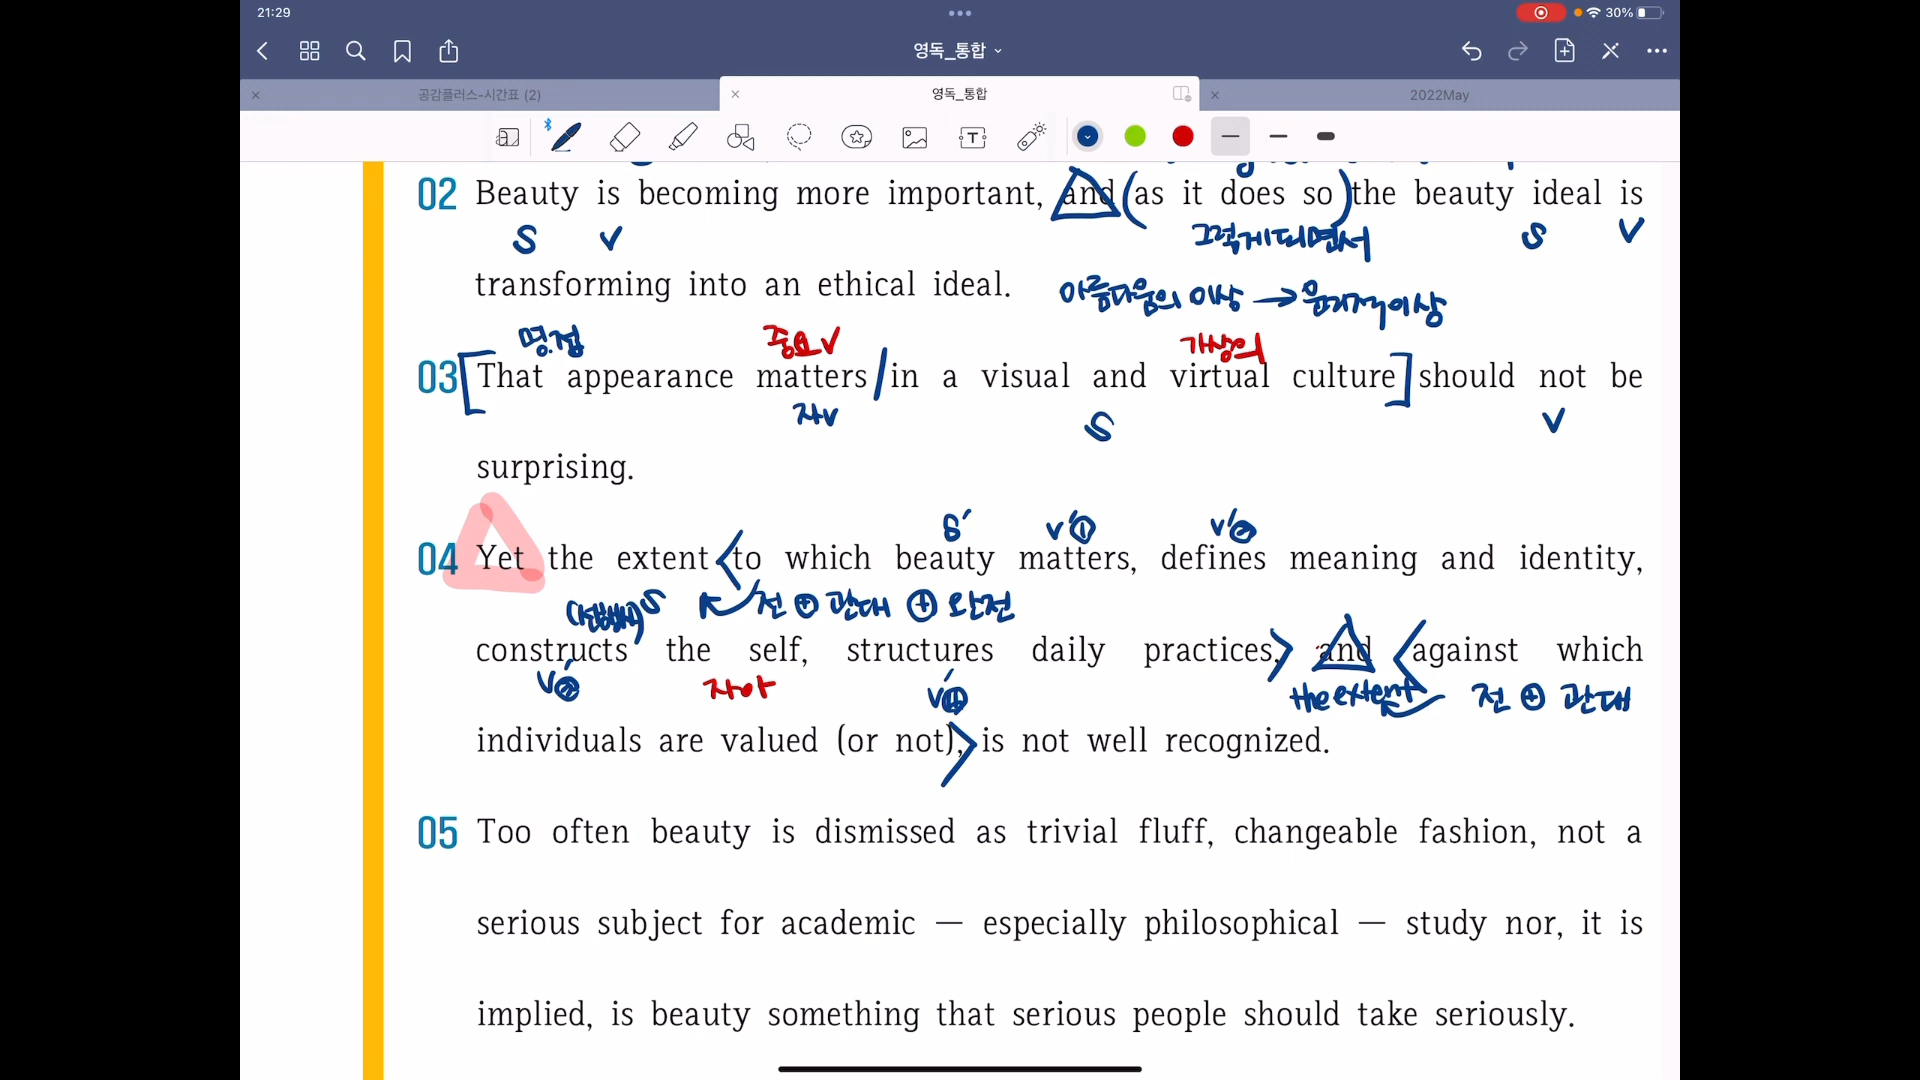 21:29
30%
영독_통합
공감플러스-시간표 (2)
영독_통합
2022May
02 Beauty is becoming more important, and (as it does so) the beauty ideal is
S V 그렇게 되면서 S V
transforming into an ethical ideal. 아름다움의 이상 → 윤리적 이상
명.접 중요V 가상의
03 [That appearance matters / in a visual and virtual culture] should not be
자V S V
surprising.
S' V'① V'②
04 Yet the extent <to which beauty matters, defines meaning and identity,
(선행사) S 전 ⊕ 관대 ⊕ 완전
constructs the self, structures daily practices,> and <against which
V'③ 자아 V'④ the extent 전 ⊕ 관대
individuals are valued (or not),> is not well recognized.
05 Too often beauty is dismissed as trivial fluff, changeable fashion, not a
serious subject for academic — especially philosophical — study nor, it is
implied, is beauty something that serious people should take seriously.